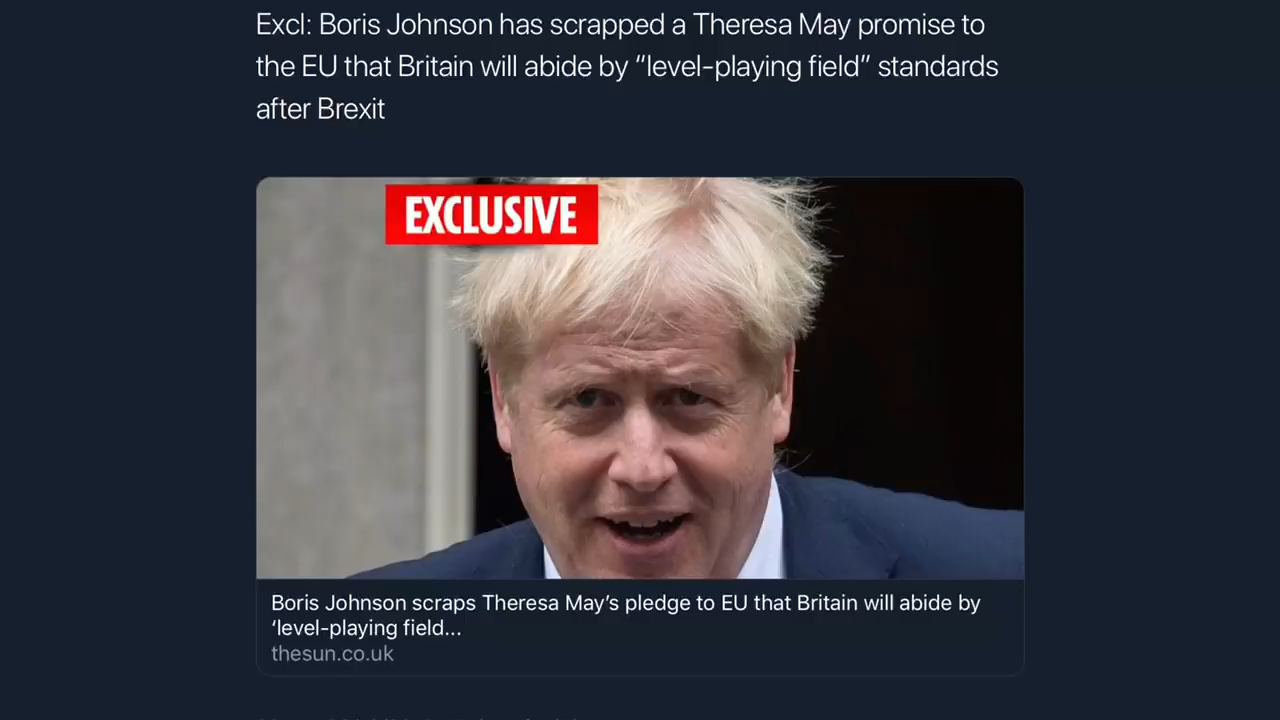 Excl: Boris Johnson has scrapped a Theresa May promise to
the EU that Britain will abide by “level-playing field” standards
after Brexit
EXCLUSIVE
Boris Johnson scraps Theresa May’s pledge to EU that Britain will abide by
‘level-playing field...
thesun.co.uk